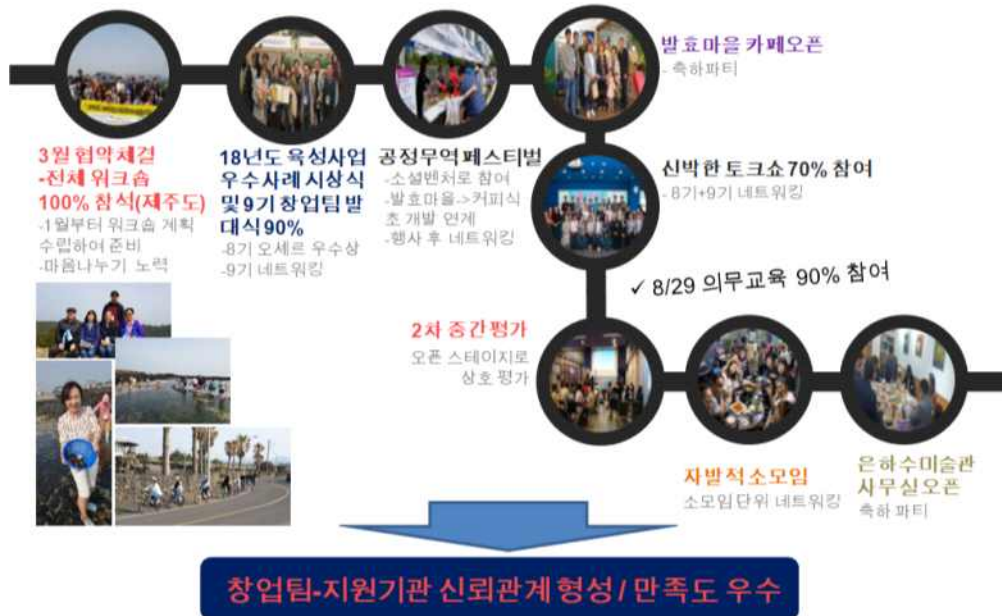 발효마을 카페오픈
- 축하파티
3월 협약체결
-전체 워크숍
100% 참석(제주도)
-1월부터 워크숍 계획
수립하여 준비
-마음나누기 노력
18년도 육성사업
우수사례 시상식
및 9기 창업팀 발
대식 90%
-8기 오셰르 우수상
-9기 네트워킹
공정무역 페스티벌
-소셜벤처로 참여
-발효마을->커피식
초 개발 연계
-행사 후 네트워킹
신박한 토크쇼 70% 참여
- 8기+9기 네트워킹
✓ 8/29 의무교육 90% 참여
2차 중간평가
오픈 스테이지로
상호 평가
자발적 소모임
소모임 단위 네트워킹
은하수미술관
사무실오픈
축하 파티
창업팀-지원기관 신뢰관계 형성 / 만족도 우수